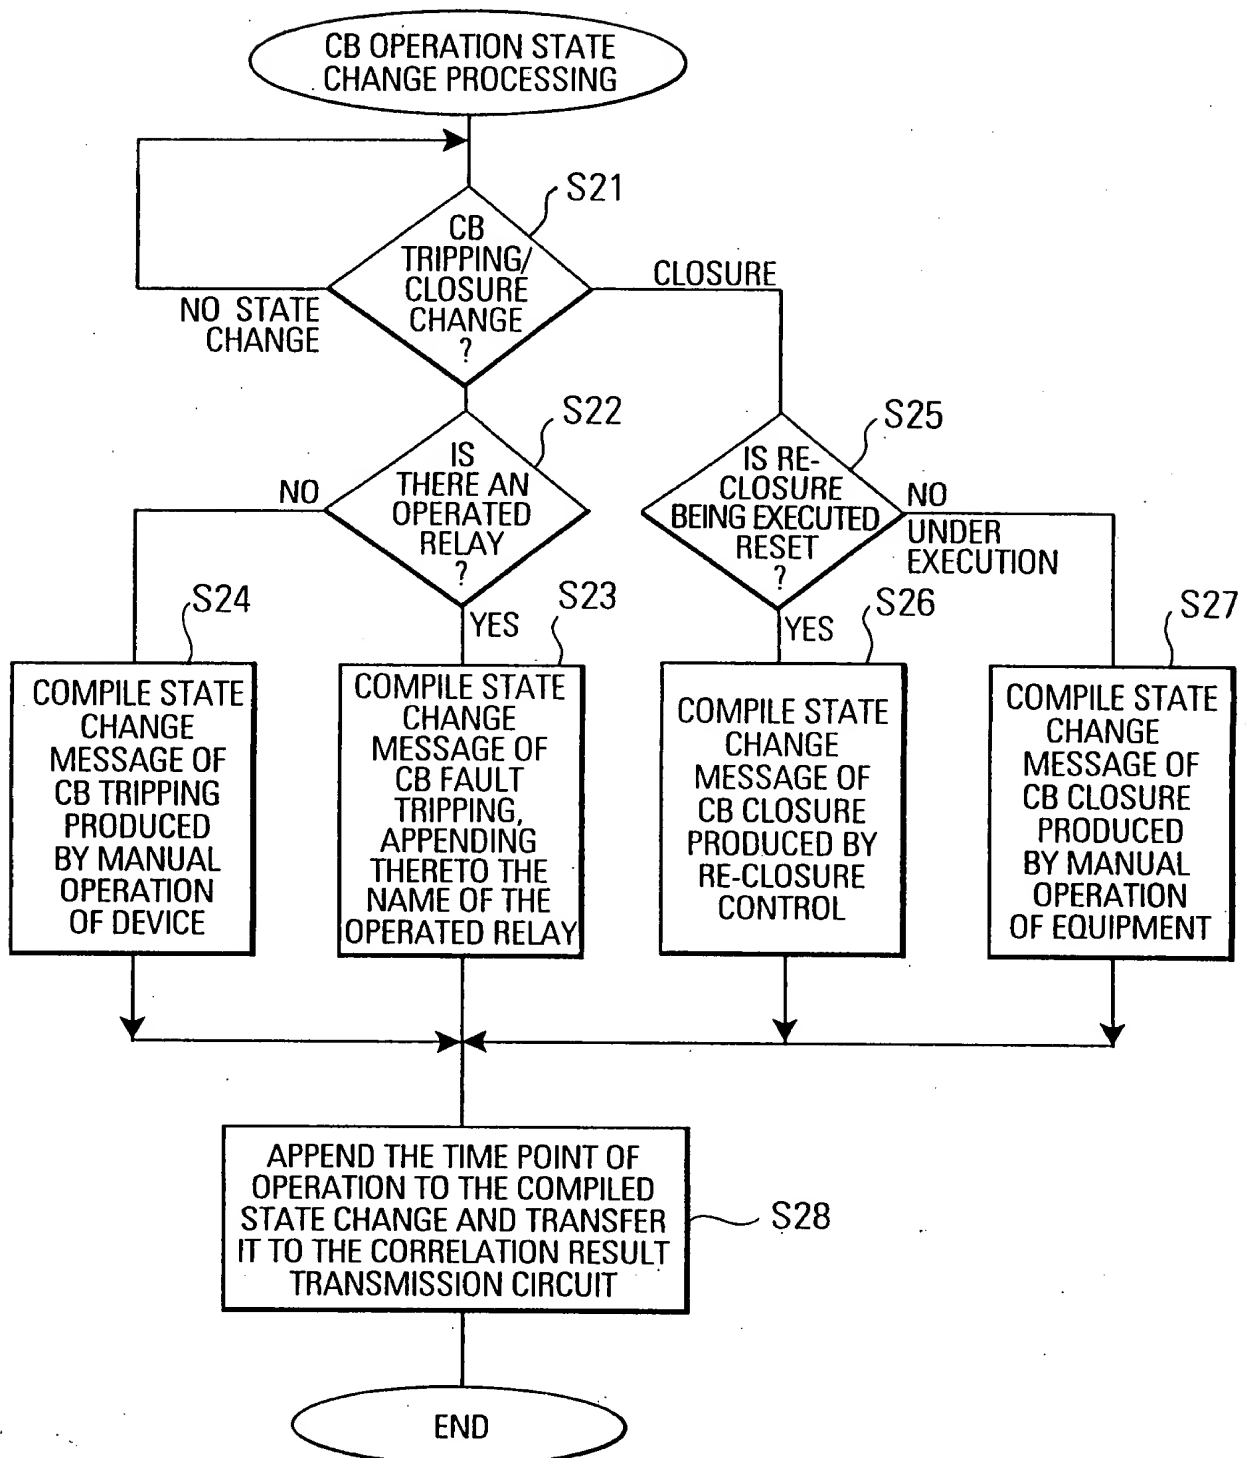 CB OPERATION STATE
CHANGE PROCESSING
S21
CB
TRIPPING/
CLOSURE
CHANGE
?
CLOSURE
NO STATE
CHANGE
S22
IS
THERE AN
OPERATED
RELAY
?
NO
YES
S25
IS RE-
CLOSURE
BEING EXECUTED
RESET
?
NO
UNDER
EXECUTION
YES
S24
COMPILE STATE
CHANGE
MESSAGE OF
CB TRIPPING
PRODUCED
BY MANUAL
OPERATION
OF DEVICE
S23
COMPILE STATE
CHANGE
MESSAGE OF
CB FAULT
TRIPPING,
APPENDING
THERETO THE
NAME OF THE
OPERATED RELAY
S26
COMPILE STATE
CHANGE
MESSAGE OF
CB CLOSURE
PRODUCED BY
RE-CLOSURE
CONTROL
S27
COMPILE STATE
CHANGE
MESSAGE OF
CB CLOSURE
PRODUCED
BY MANUAL
OPERATION
OF EQUIPMENT
APPEND THE TIME POINT OF
OPERATION TO THE COMPILED
STATE CHANGE AND TRANSFER
IT TO THE CORRELATION RESULT
TRANSMISSION CIRCUIT
S28
END